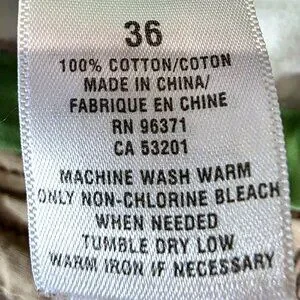 36
100% COTTON/COTON
MADE IN CHINA/
FABRIQUE EN CHINE
RN 96371
CA 53201
MACHINE WASH WARM
ONLY NON-CHLORINE BLEACH
WHEN NEEDED
TUMBLE DRY LOW
WARM IRON IF NECESSARY